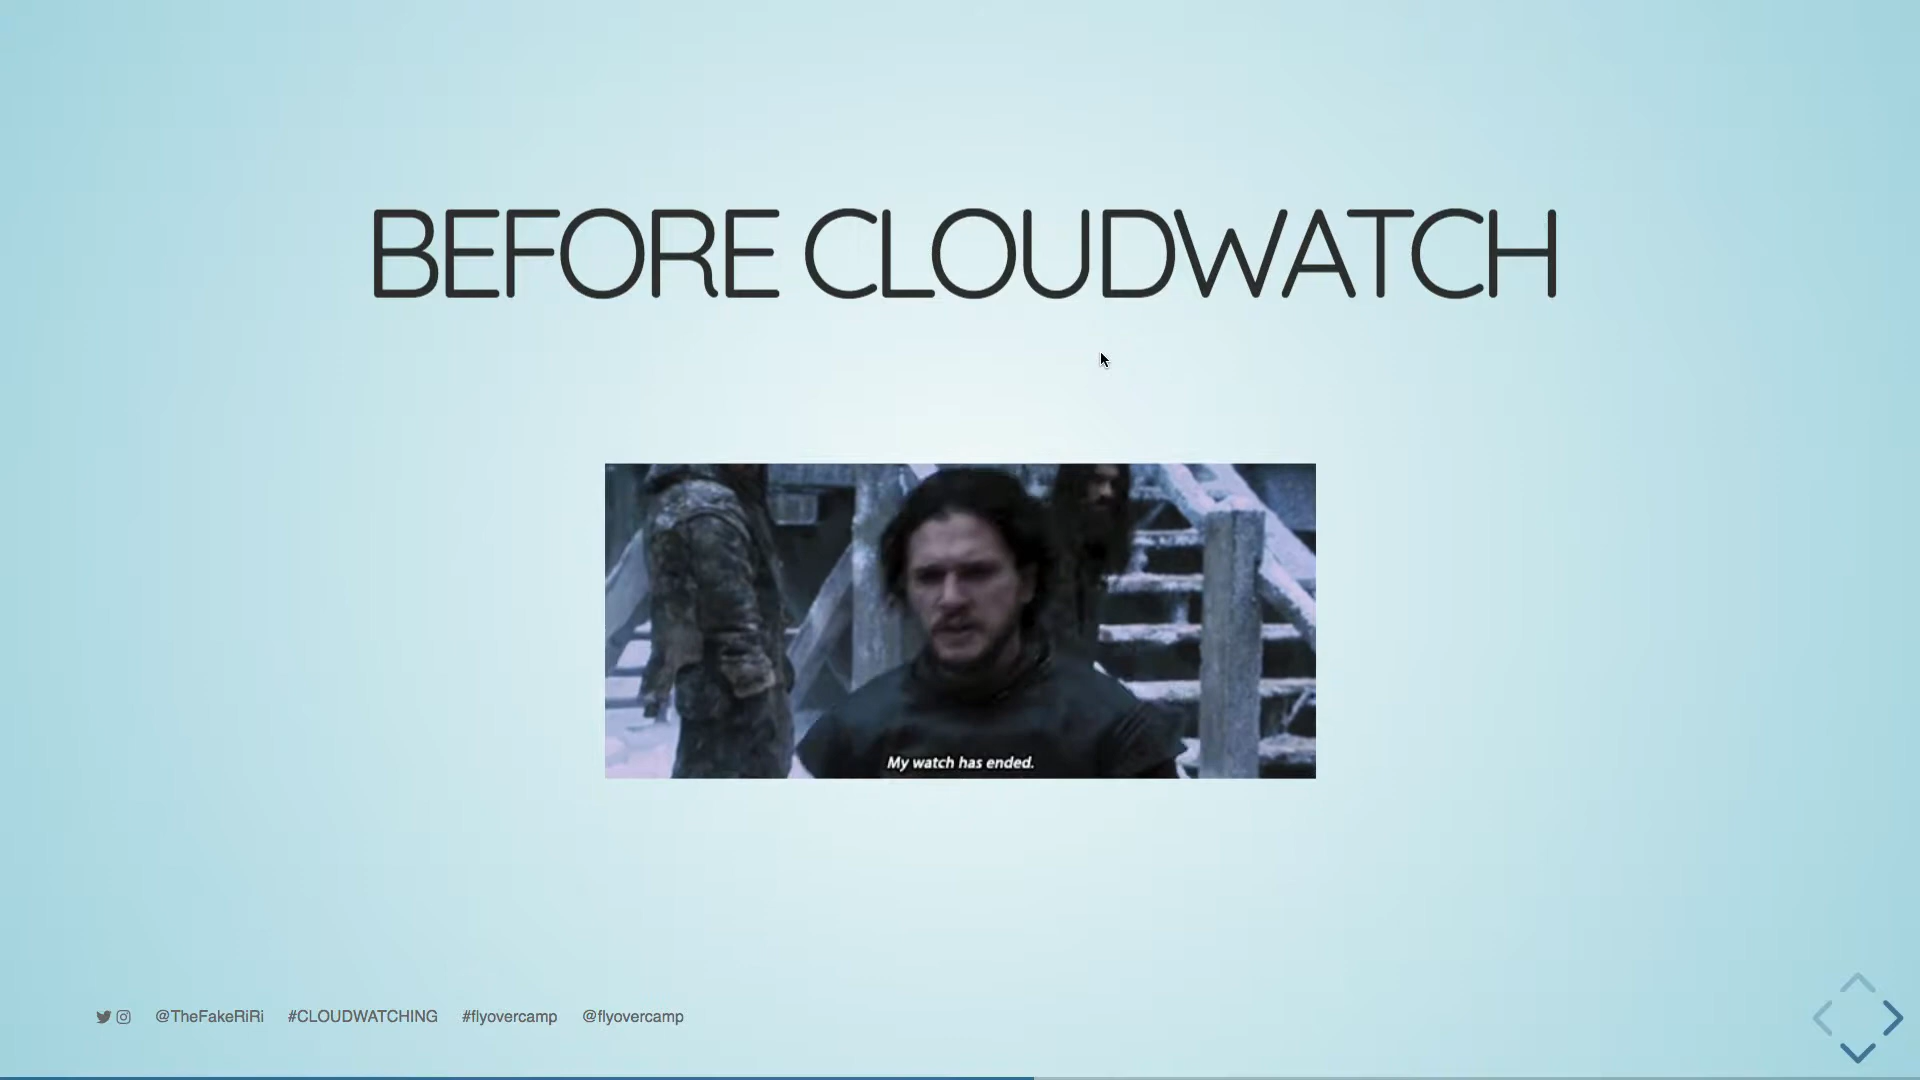 BEFORE CLOUDWATCH
My watch has ended.
@TheFakeRiRi #CLOUDWATCHING #flyovercamp @flyovercamp